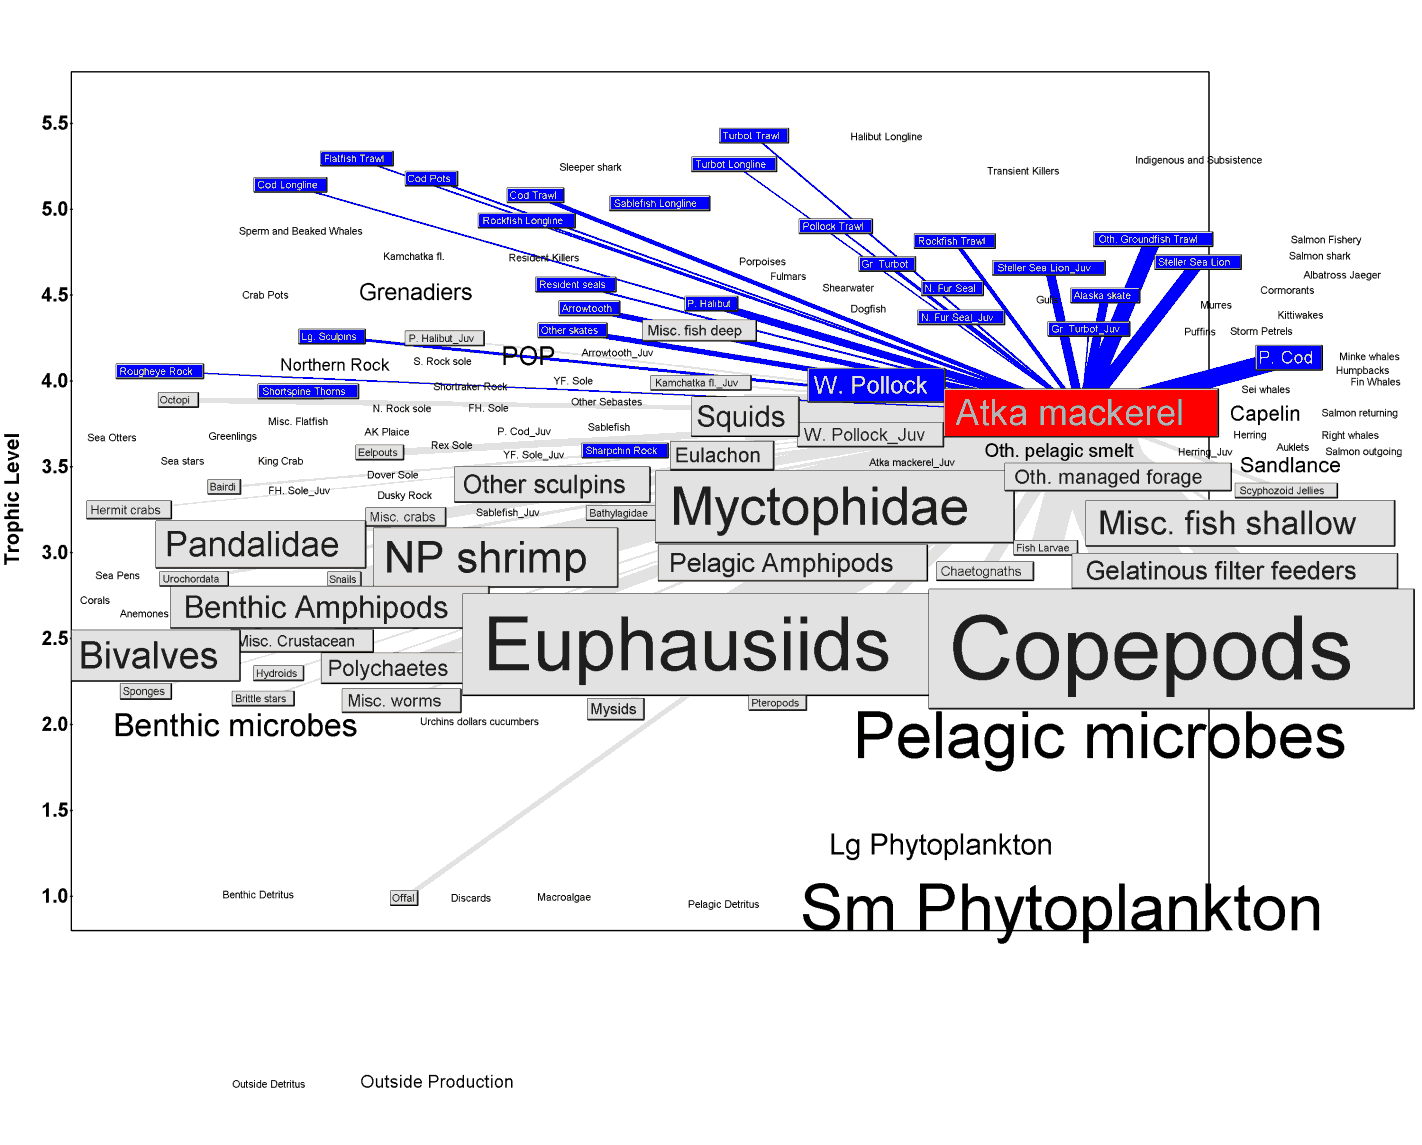 Trophic Level
5.5
5.0
4.5
4.0
3.5
3.0
2.5
2.0
1.5
1.0
Turbot Trawl
Halibut Longline
Flatfish Trawl
Sleeper shark
Turbot Longline
Indigenous and Subsistence
Transient Killers
Cod Longline
Cod Pots
Cod Trawl
Sablefish Longline
Rockfish Longline
Pollock Trawl
Sperm and Beaked Whales
Rockfish Trawl
Oth. Groundfish Trawl
Salmon Fishery
Kamchatka fl.
Resident Killers
Porpoises
Gr. Turbot
Steller Sea Lion_Juv
Steller Sea Lion
Salmon shark
Fulmars
Albatross Jaeger
Crab Pots
Grenadiers
Resident seals
Shearwater
N. Fur Seal
Gulls
Alaska skate
Cormorants
Arrowtooth
P. Halibut
Dogfish
Murres
N. Fur Seal_Juv
Kittiwakes
Lg. Sculpins
P. Halibut_Juv
Other skates
Misc. fish deep
Gr. Turbot_Juv
Puffins
Storm Petrels
Northern Rock
S. Rock sole
POP
Arrowtooth_Juv
P. Cod
Minke whales
Humpbacks
Rougheye Rock
Shortspine Thorns
Shortraker Rock
YF. Sole
Kamchatka fl._Juv
W. Pollock
Sei whales
Fin Whales
Octopi
N. Rock sole
FH. Sole
Other Sebastes
Squids
Atka mackerel
Capelin
Salmon returning
Misc. Flatfish
Sea Otters
Greenlings
AK Plaice
P. Cod_Juv
Sablefish
W. Pollock_Juv
Herring
Right whales
Eelpouts
Rex Sole
YF. Sole_Juv
Sharpchin Rock
Eulachon
Oth. pelagic smelt
Herring_Juv
Auklets
Salmon outgoing
Sea stars
King Crab
Atka mackerel_Juv
Sandlance
Bairdi
FH. Sole_Juv
Dover Sole
Dusky Rock
Other sculpins
Oth. managed forage
Scyphozoid Jellies
Hermit crabs
Misc. crabs
Sablefish_Juv
Bathylagidae
Myctophidae
Misc. fish shallow
Pandalidae
NP shrimp
Pelagic Amphipods
Fish Larvae
Sea Pens
Urochordata
Snails
Chaetognaths
Gelatinous filter feeders
Corals
Anemones
Benthic Amphipods
Euphausiids
Copepods
Bivalves
Misc. Crustacean
Hydroids
Polychaetes
Sponges
Brittle stars
Misc. worms
Mysids
Pteropods
Benthic microbes
Urchins dollars cucumbers
Pelagic microbes
Lg Phytoplankton
Benthic Detritus
Offal
Discards
Macroalgae
Pelagic Detritus
Sm Phytoplankton
Outside Detritus
Outside Production